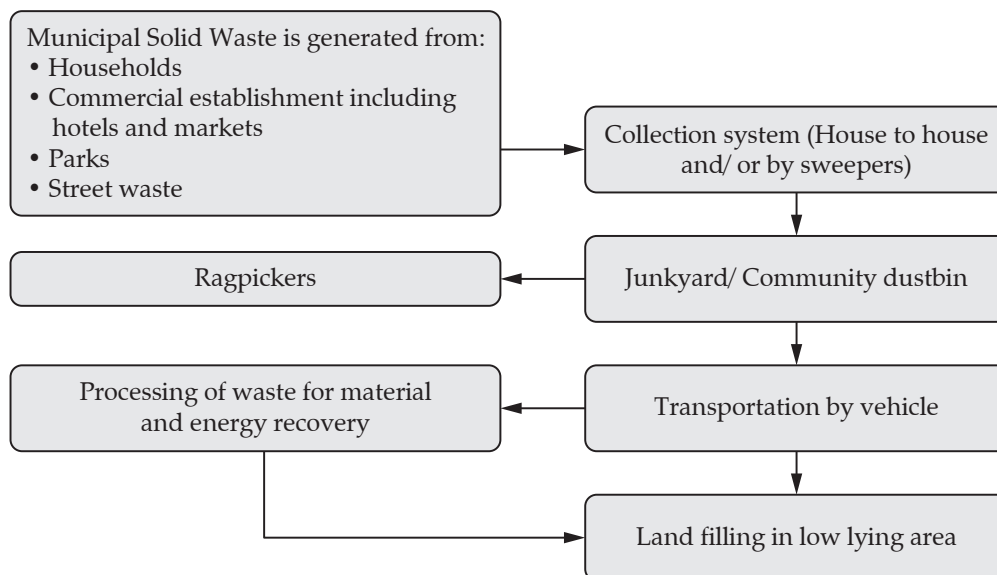 Municipal Solid Waste is generated from:
• Households
• Commercial establishment including
hotels and markets
• Parks
• Street waste
Collection system (House to house
and/ or by sweepers)
Junkyard/ Community dustbin
Ragpickers
Transportation by vehicle
Processing of waste for material
and energy recovery
Land filling in low lying area